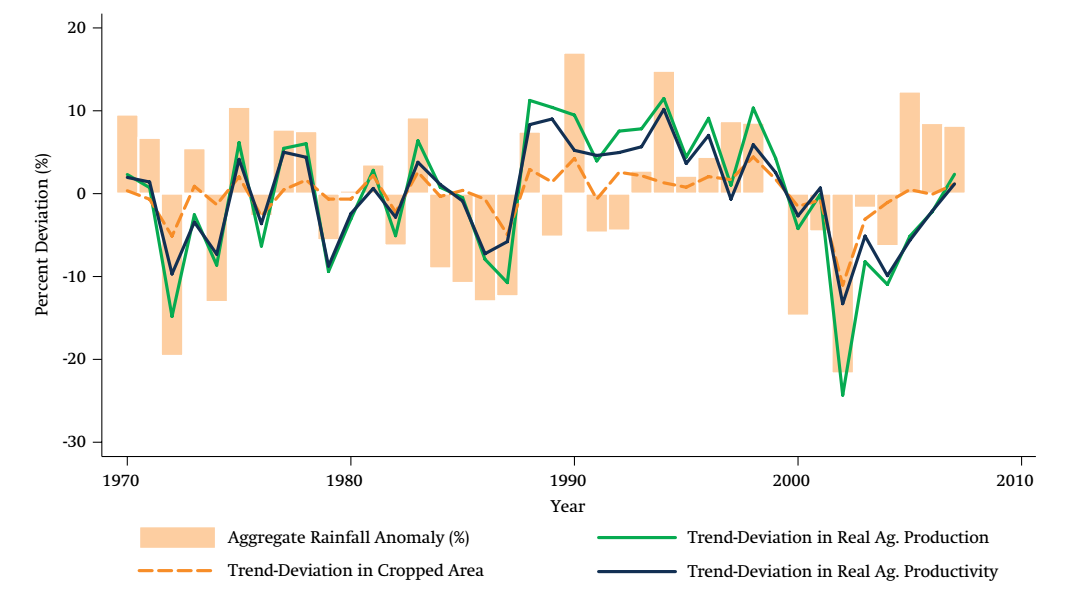 20
10
0
-10
-20
-30
Percent Deviation (%)
1970 1980 1990 2000 2010
Year
Aggregate Rainfall Anomaly (%) Trend-Deviation in Real Ag. Production
Trend-Deviation in Cropped Area Trend-Deviation in Real Ag. Productivity